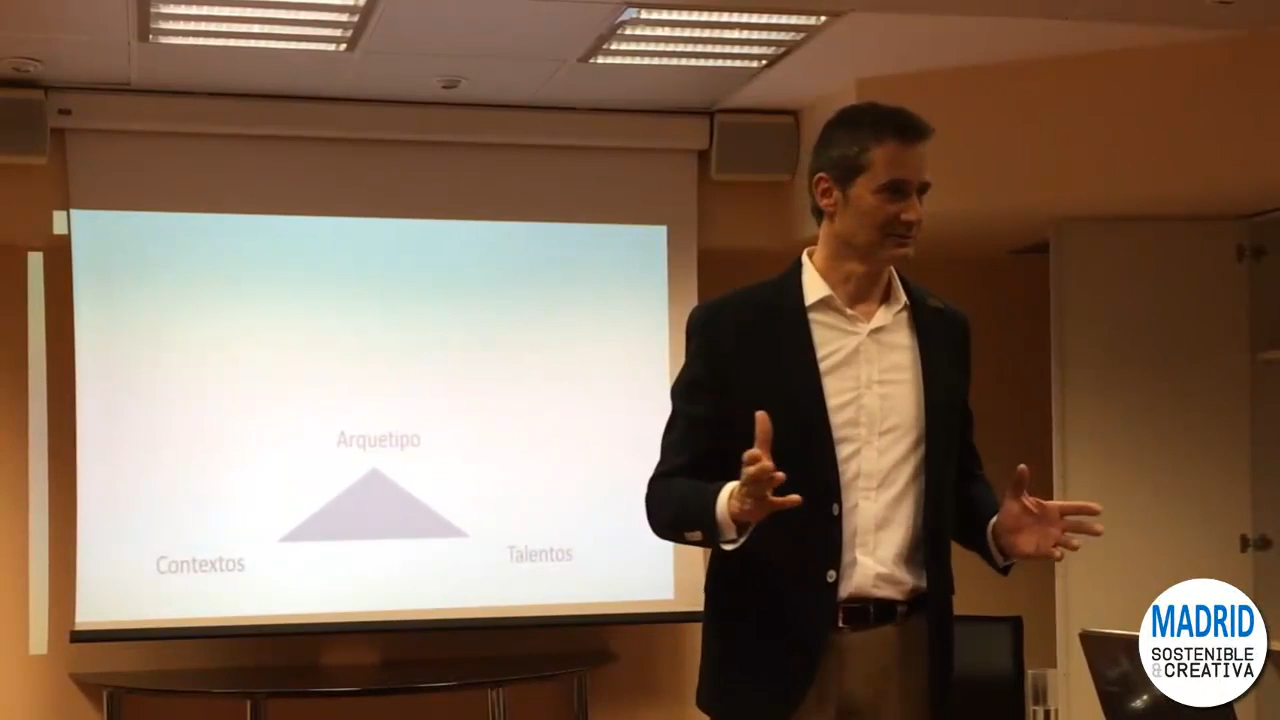 Arquetipo
Contextos
Talentos
MADRID
SOSTENIBLE
&CREATIVA